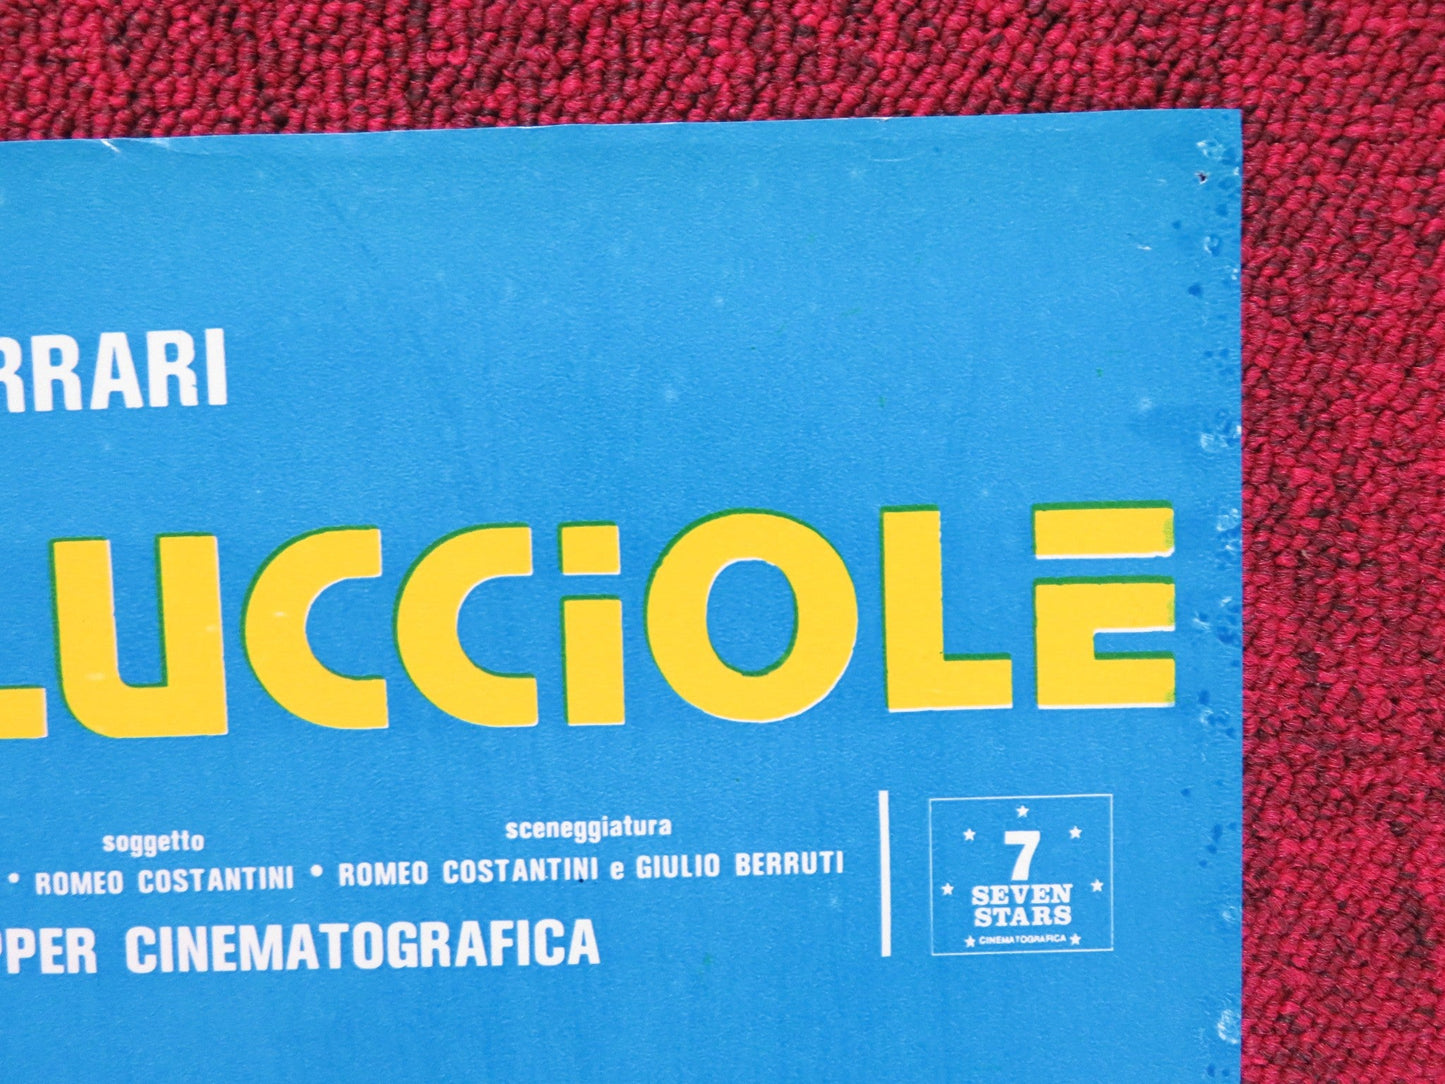 RRARI
LUCCiOLE
soggetto sceneggiatura
• ROMEO COSTANTINI • ROMEO COSTANTINI e GIULIO BERRUTI
PPER CINEMATOGRAFICA
7
SEVEN
STARS
CINEMATOGRAFICA